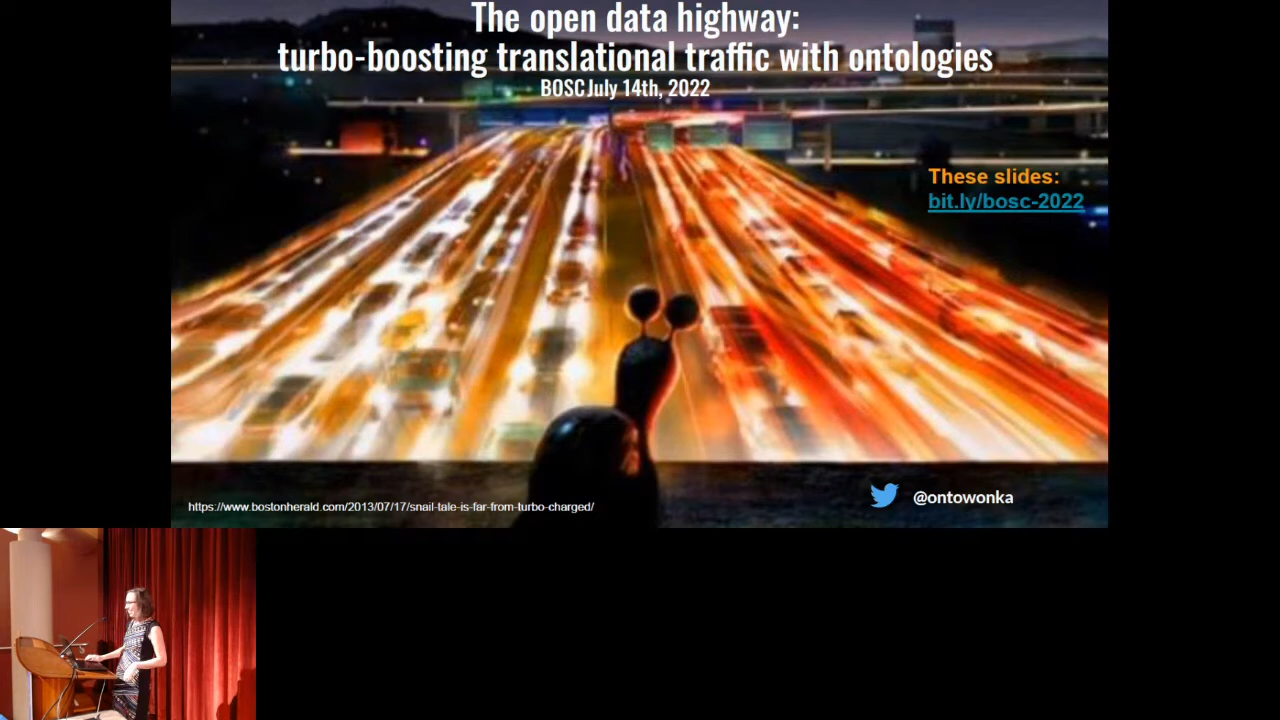 The open data highway:
turbo-boosting translational traffic with ontologies
BOSC July 14th, 2022
These slides:
bit.ly/bosc-2022
https://www.bostonherald.com/2013/07/17/snail-tale-is-far-from-turbo-charged/
@ontowonka